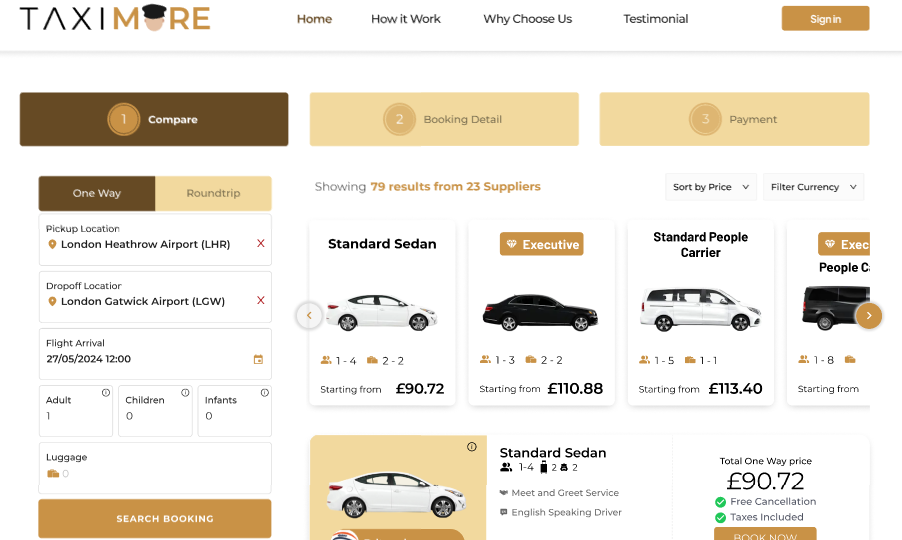 TAXIMORE
Home How it Work Why Choose Us Testimonial Sign in
1 Compare
2 Booking Detail
3 Payment
One Way Roundtrip
Pickup Location
London Heathrow Airport (LHR) X
Dropoff Location
London Gatwick Airport (LGW) X
Flight Arrival
27/05/2024 12:00
Adult Children Infants
1 0 0
Luggage
0
SEARCH BOOKING
Showing 79 results from 23 Suppliers
Sort by Price Filter Currency
Standard Sedan
1 - 4 2 - 2
Starting from £90.72
Executive
1 - 3 2 - 2
Starting from £110.88
Standard People
Carrier
1 - 5 1 - 1
Starting from £113.40
Exec
People Ca
1 - 8
Starting from
Standard Sedan
1-4 2 2
Meet and Greet Service
English Speaking Driver
Total One Way price
£90.72
Free Cancellation
Taxes Included
BOOK NOW